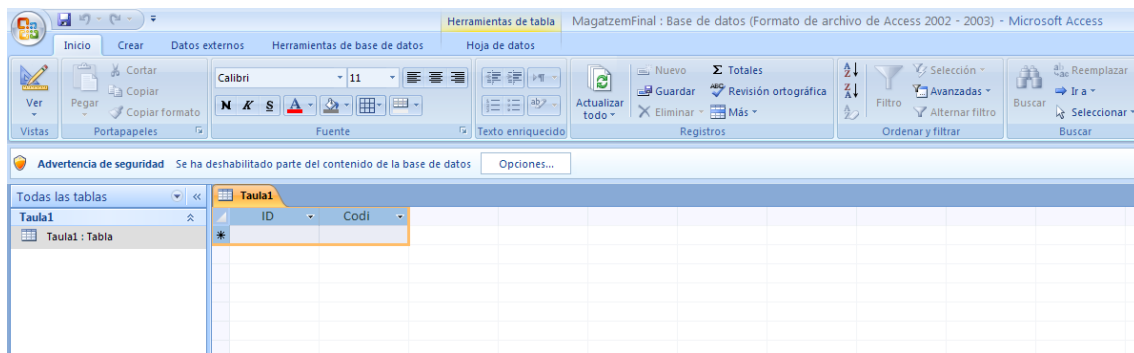 Herramientas de tabla MagatzemFinal : Base de datos (Formato de archivo de Access 2002 - 2003) - Microsoft Access
Inicio Crear Datos externos Herramientas de base de datos Hoja de datos
Ver
Pegar
Cortar
Copiar
Copiar formato
Calibri 11
N K S A
ab
Actualizar
todo
Nuevo
Guardar
Eliminar
Σ Totales
ABC Revisión ortográfica
Más
A
Z
Z
A
A
Z
Filtro
Selección
Avanzadas
Alternar filtro
Buscar
ab
ac Reemplazar
Ir a
Seleccionar
Vistas Portapapeles Fuente Texto enriquecido Registros Ordenar y filtrar Buscar
Advertencia de seguridad Se ha deshabilitado parte del contenido de la base de datos Opciones...
Todas las tablas «
Taula1
Taula1 : Tabla
Taula1
ID Codi
*